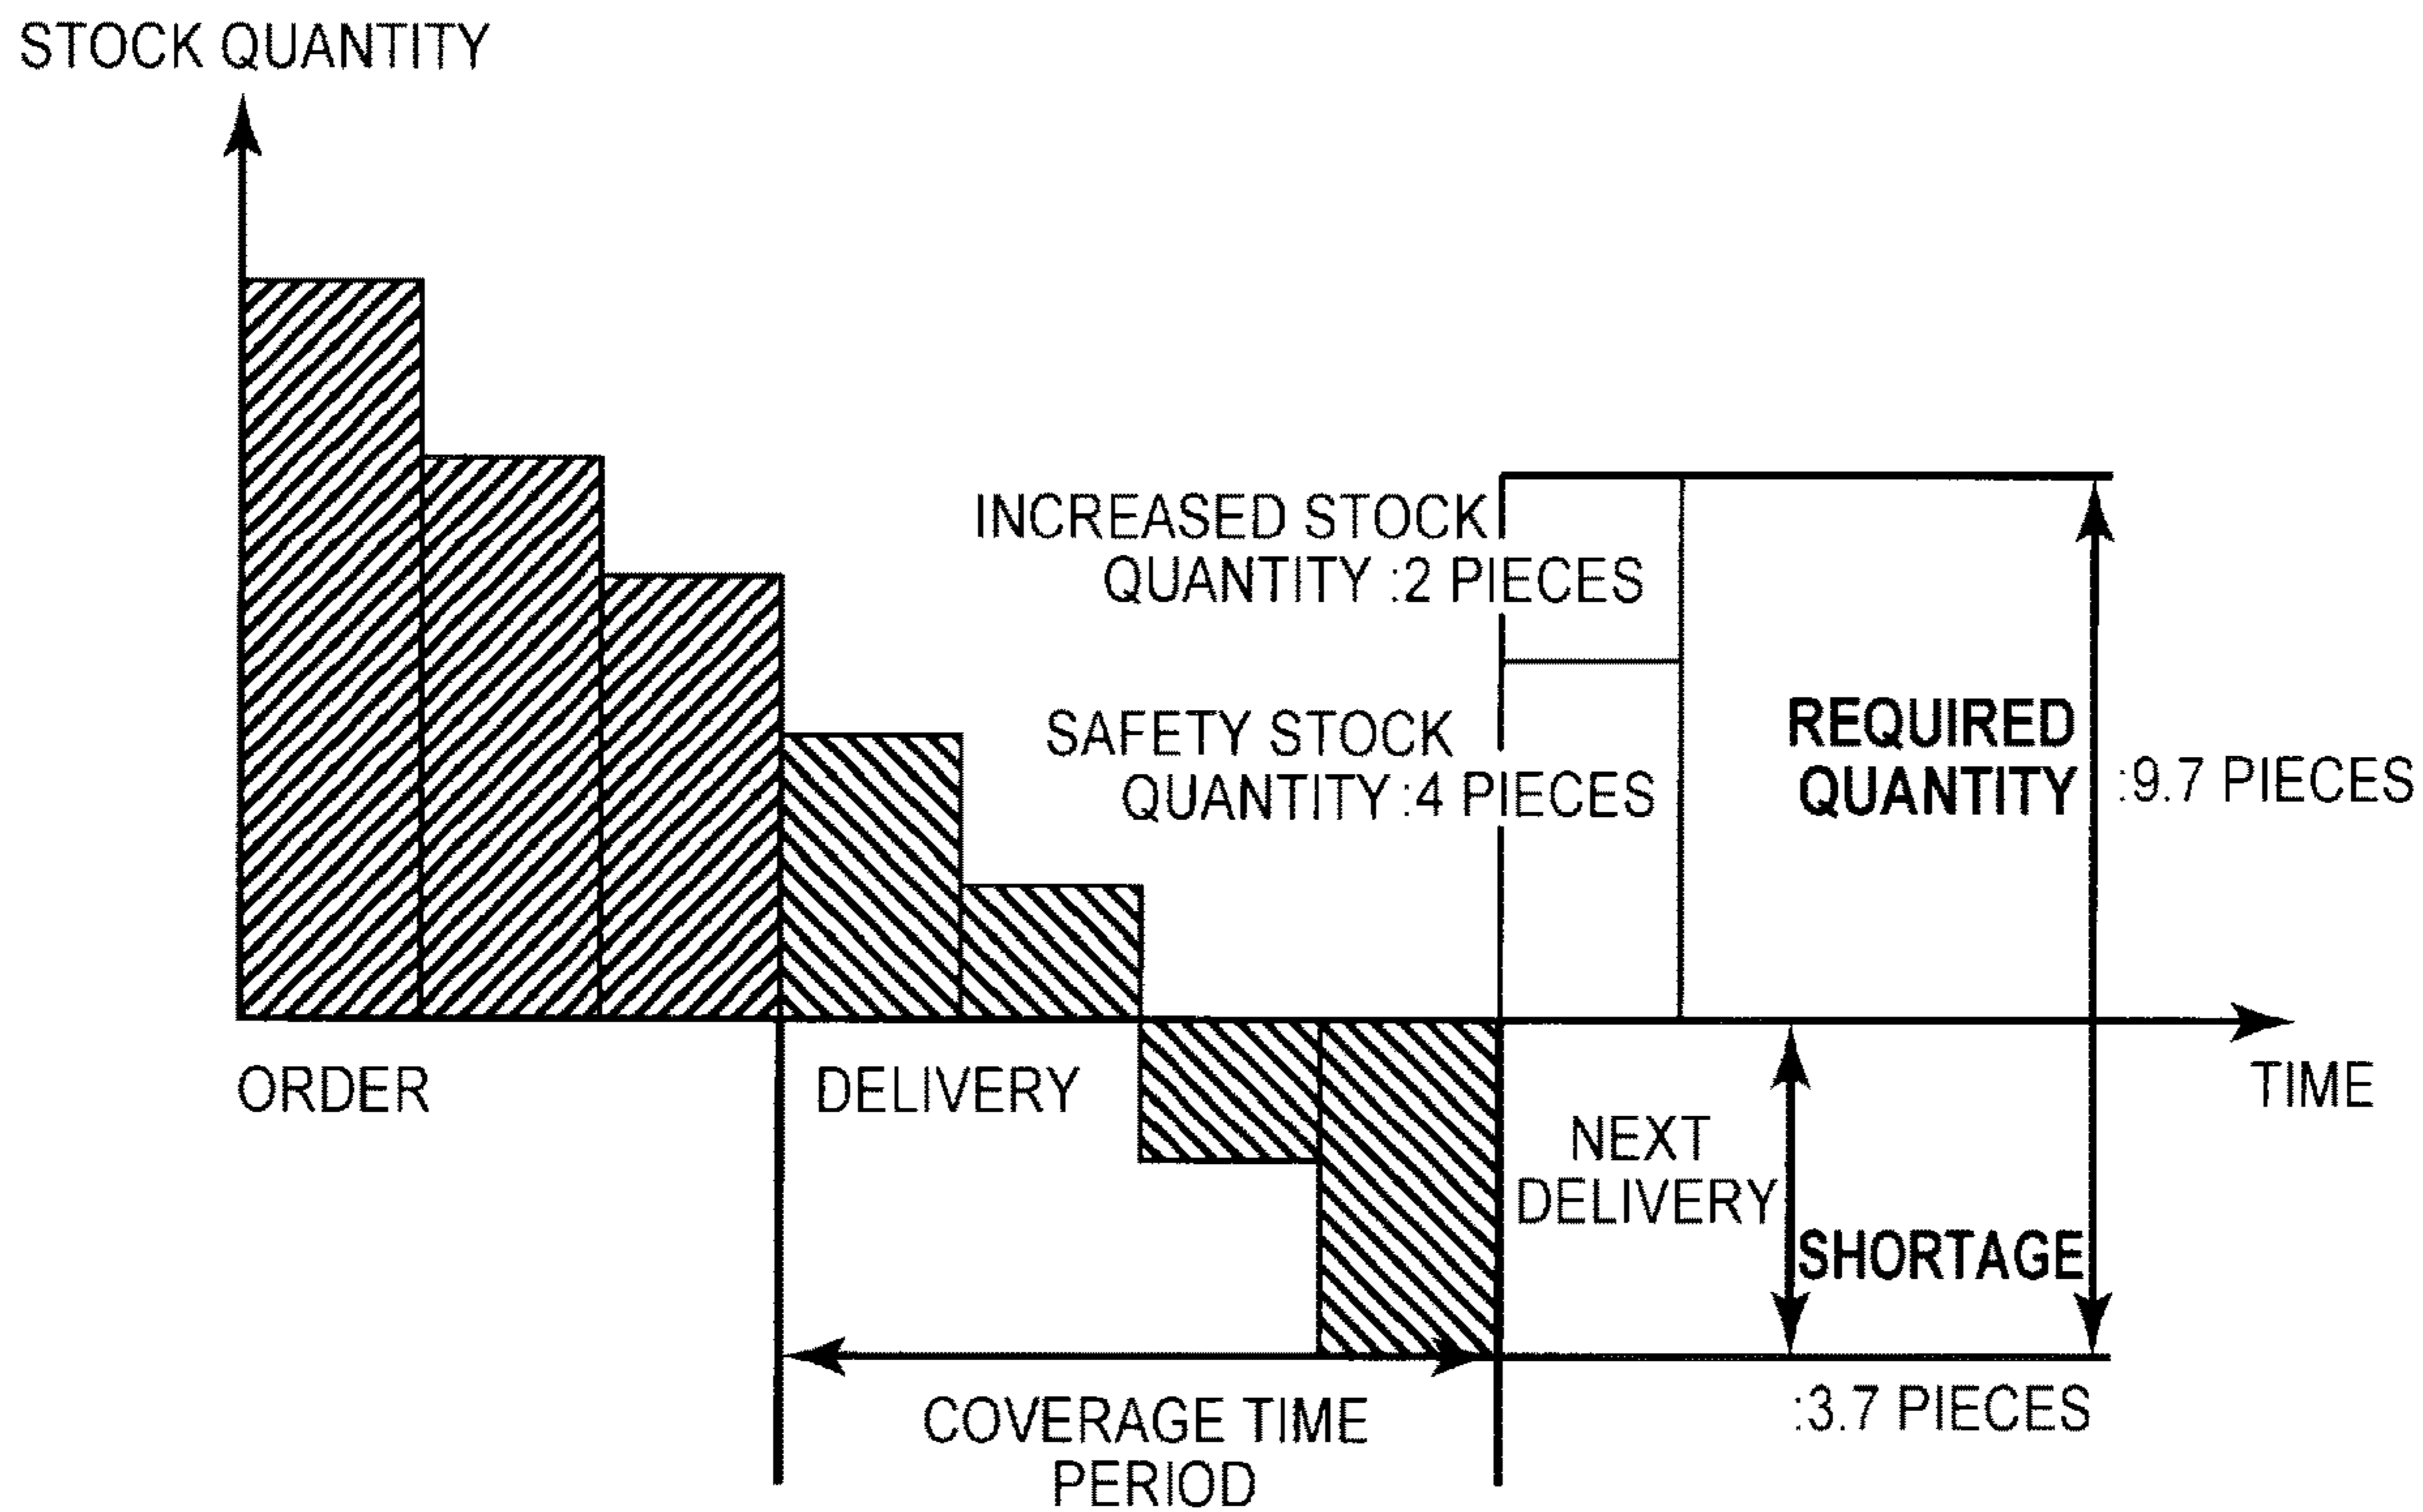 STOCK QUANTITY
INCREASED STOCK
QUANTITY :2 PIECES
SAFETY STOCK
QUANTITY :4 PIECES
REQUIRED
QUANTITY
:9.7 PIECES
ORDER
DELIVERY
TIME
NEXT
DELIVERY
SHORTAGE
:3.7 PIECES
COVERAGE TIME
PERIOD